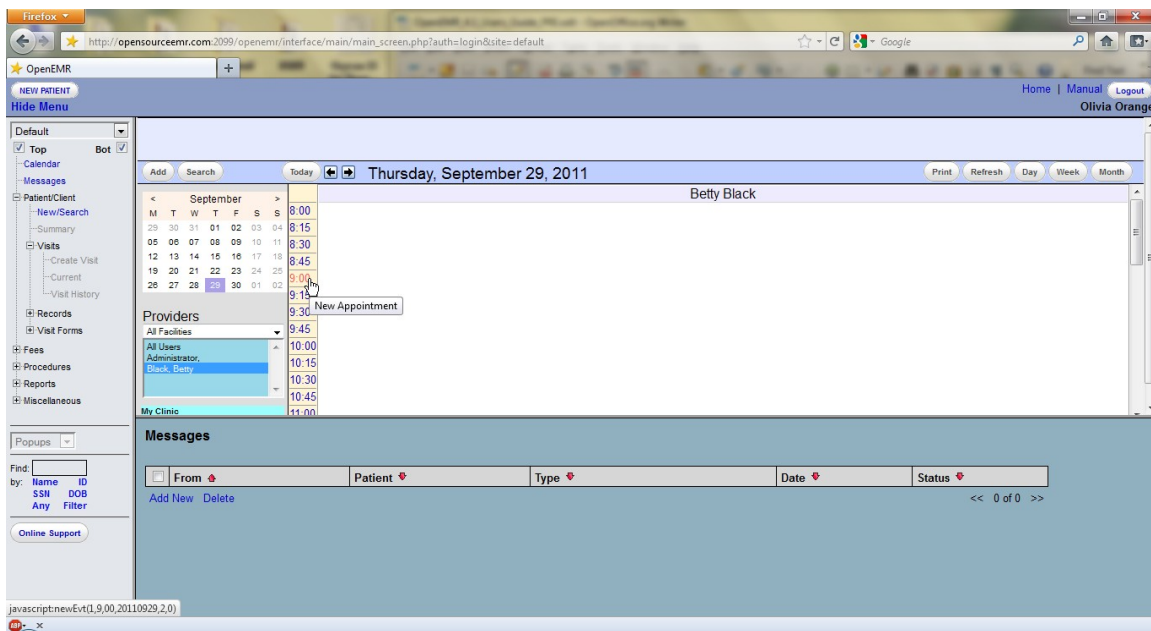 Firefox
http://opensourceemr.com:2099/openemr/interface/main/main_screen.php?auth=login&site=default
Google
OpenEMR
+
NEW PATIENT
Home | Manual Logout
Hide Menu
Olivia Orange
Default
Top Bot
Calendar
Messages
Patient/Client
New/Search
Summary
Visits
Create Visit
Current
Visit History
Records
Visit Forms
Fees
Procedures
Reports
Miscellaneous
Popups
Find:
by: Name ID
SSN DOB
Any Filter
Online Support
Add Search Today Thursday, September 29, 2011 Print Refresh Day Week Month
Betty Black
< September >
M T W T F S S
29 30 31 01 02 03 04
05 06 07 08 09 10 11
12 13 14 15 16 17 18
19 20 21 22 23 24 25
26 27 28 29 30 01 02
Providers
All Facilities
All Users
Administrator,
Black, Betty
My Clinic
8:00
8:15
8:30
8:45
9:00
9:15
New Appointment
9:30
9:45
10:00
10:15
10:30
10:45
11:00
Messages
From Patient Type Date Status
Add New Delete << 0 of 0 >>
javascript:newEvt(1,9,00,20110929,2,0)
ABP
x